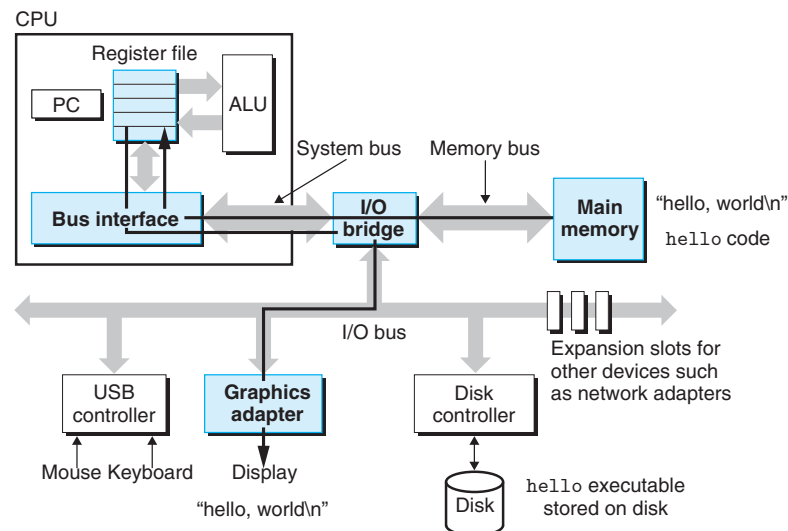 CPU
Register file
PC
ALU
System bus
Memory bus
Bus interface
I/O
bridge
Main
memory
“hello, world\n”
hello code
I/O bus
Expansion slots for
other devices such
as network adapters
USB
controller
Graphics
adapter
Disk
controller
Mouse Keyboard
Display
“hello, world\n”
Disk
hello executable
stored on disk